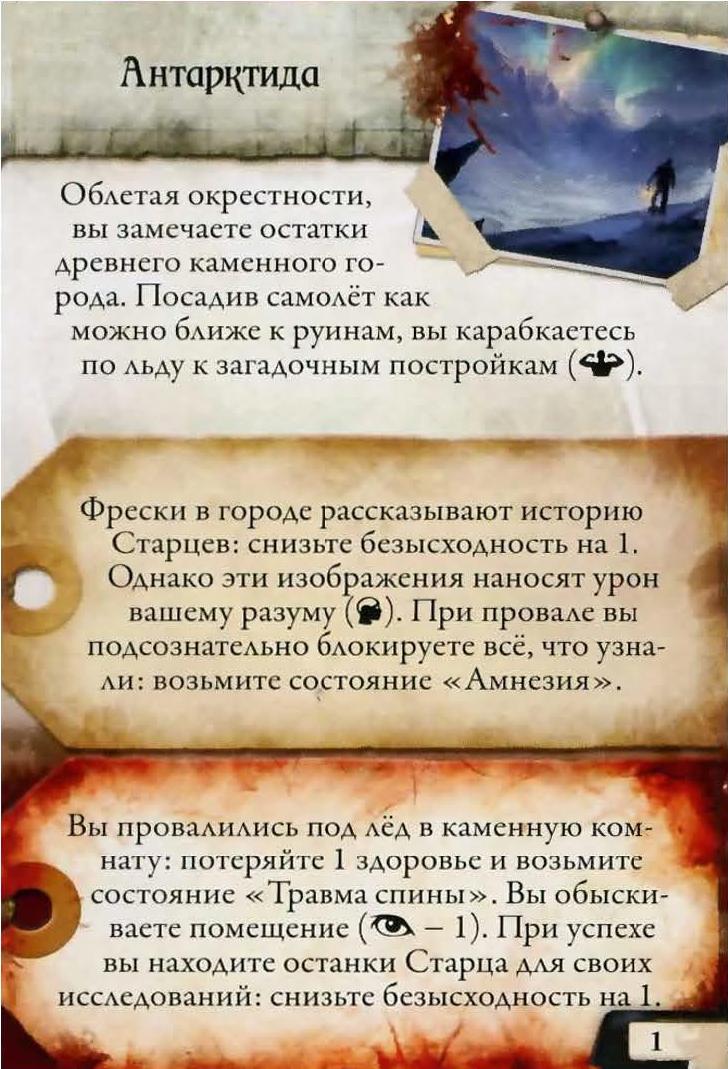 Антарктида
Облетая окрестности,
вы замечаете остатки
древнего каменного го-
рода. Посадив самолёт как
можно ближе к руинам, вы карабкаетесь
по льду к загадочным постройкам ( ).
Фрески в городе рассказывают историю
Старцев: снизьте безысходность на 1.
Однако эти изображения наносят урон
вашему разуму ( ). При провале вы
подсознательно блокируете всё, что узна-
ли: возьмите состояние «Амнезия».
Вы провалились под лёд в каменную ком-
нату: потеряйте 1 здоровье и возьмите
состояние «Травма спины». Вы обыски-
ваете помещение ( – 1). При успехе
вы находите останки Старца для своих
исследований: снизьте безысходность на 1.
1